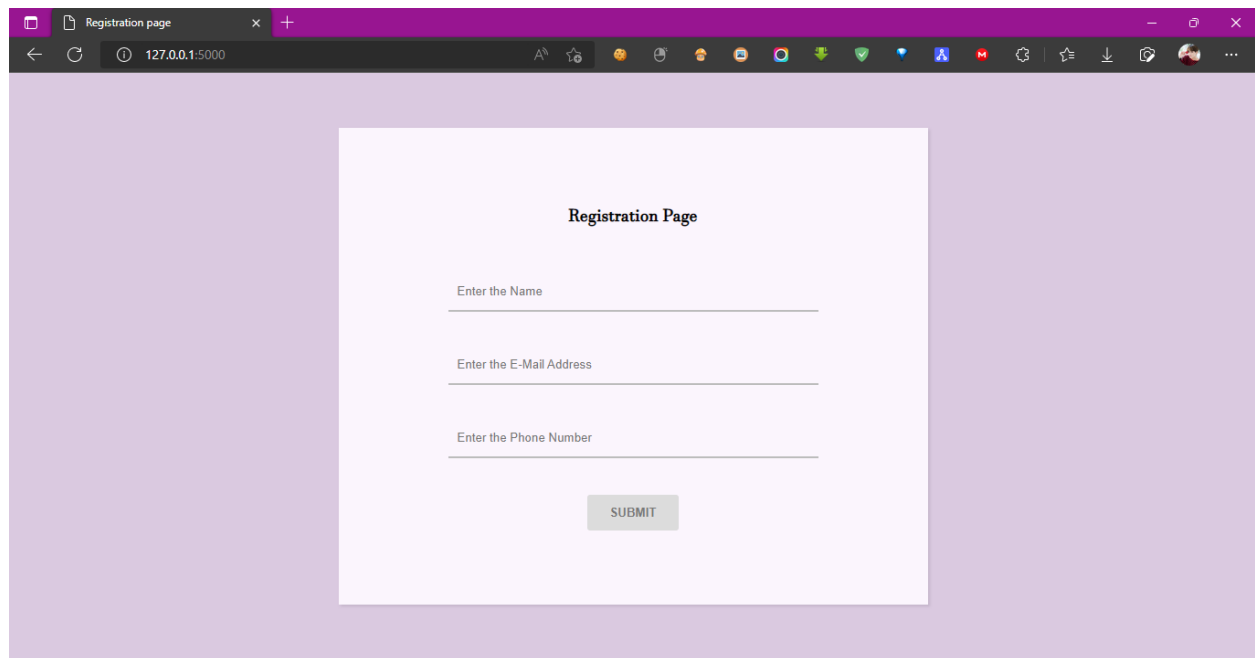 Registration page
127.0.0.1:5000
Registration Page
Enter the Name
Enter the E-Mail Address
Enter the Phone Number
SUBMIT